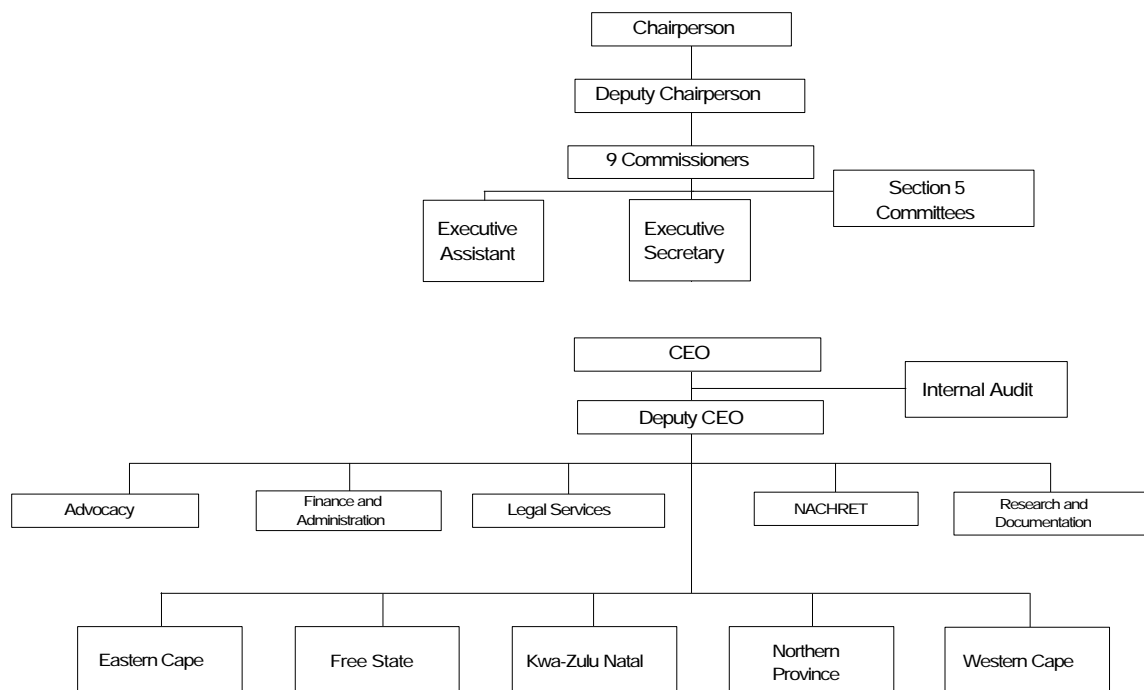 Chairperson
Deputy Chairperson
9 Commissioners
Section 5
Committees
Executive
Assistant
Executive
Secretary
CEO
Internal Audit
Deputy CEO
Advocacy
Finance and
Administration
Legal Services
NACHRET
Research and
Documentation
Eastern Cape
Free State
Kwa-Zulu Natal
Northern
Province
Western Cape